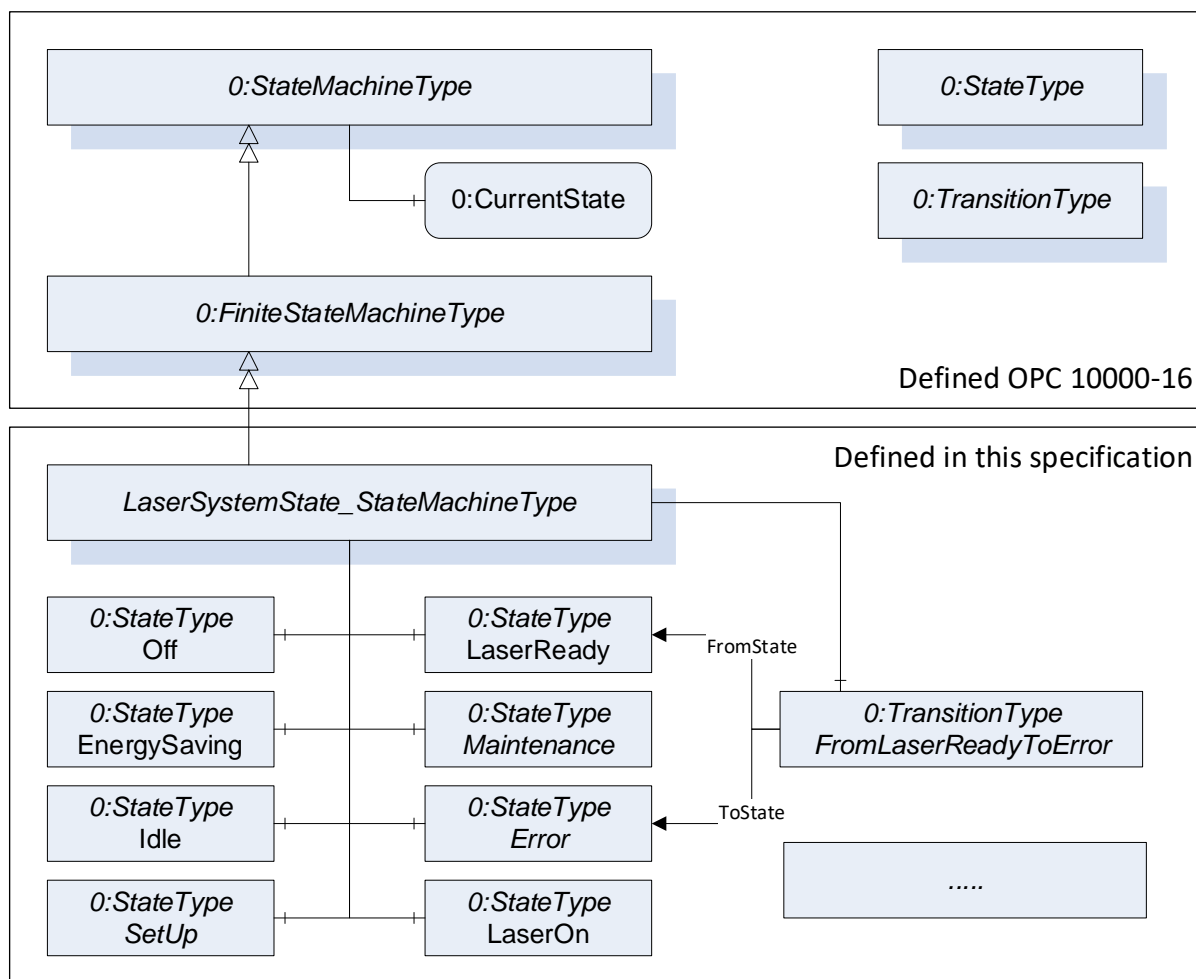 0:StateMachineType
0:StateType
0:CurrentState
0:TransitionType
0:FiniteStateMachineType
Defined OPC 10000-16
Defined in this specification
LaserSystemState_StateMachineType
0:StateType
Off
0:StateType
LaserReady
FromState
0:StateType
EnergySaving
0:StateType
Maintenance
0:TransitionType
FromLaserReadyToError
0:StateType
Idle
0:StateType
Error
ToState
0:StateType
SetUp
0:StateType
LaserOn
.....